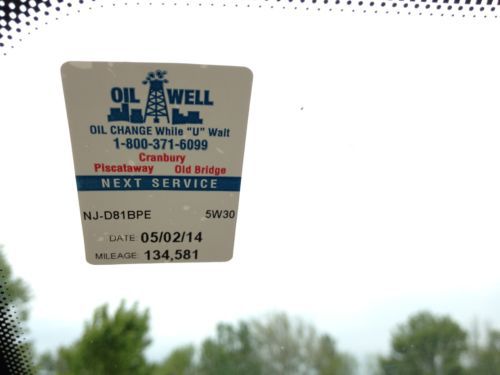 OIL WELL
OIL CHANGE While "U" Wait
1-800-371-6099
Cranbury
Piscataway Old Bridge
NEXT SERVICE
NJ-D81BPE 5W30
DATE: 05/02/14
MILEAGE: 134,581